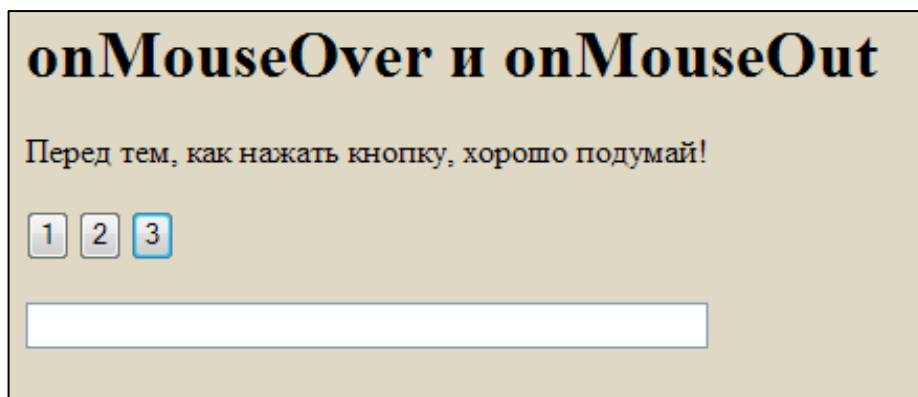 onMouseOver и onMouseOut
Перед тем, как нажать кнопку, хорошо подумай!
1 2 3